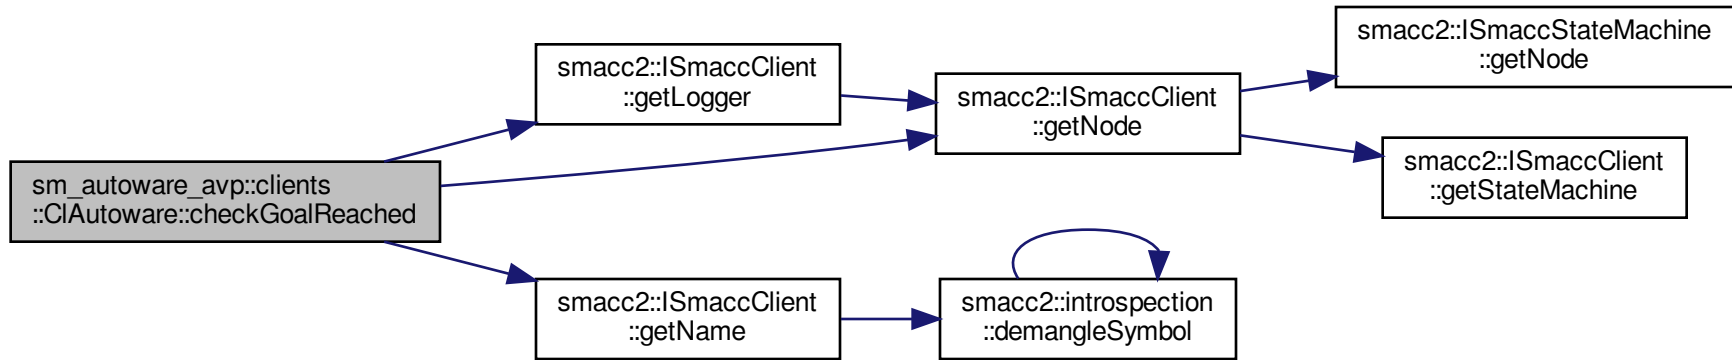 sm_autoware_avp::clients
::ClAutoware::checkGoalReached
smacc2::ISmaccClient
::getLogger
smacc2::ISmaccClient
::getName
smacc2::ISmaccClient
::getNode
smacc2::introspection
::demangleSymbol
smacc2::ISmaccStateMachine
::getNode
smacc2::ISmaccClient
::getStateMachine